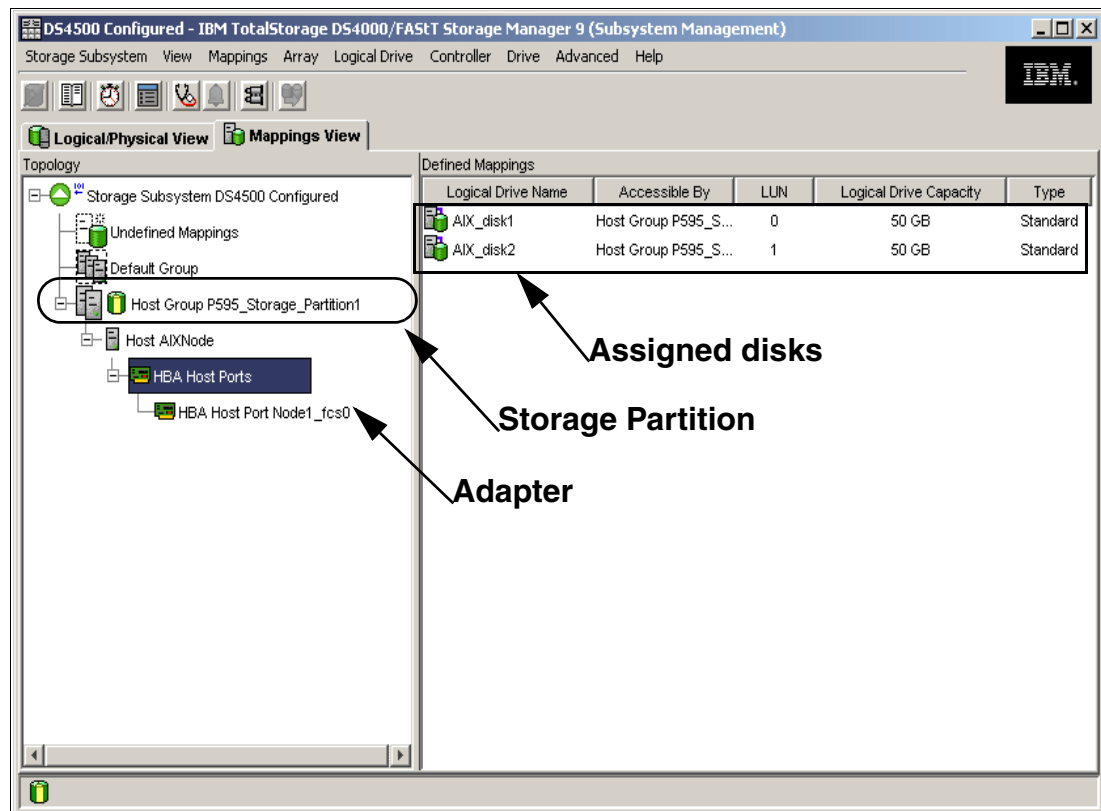 DS4500 Configured - IBM TotalStorage DS4000/FAStT Storage Manager 9 (Subsystem Management)
Storage Subsystem View Mappings Array Logical Drive Controller Drive Advanced Help
IBM.
Logical/Physical View Mappings View
Topology
Storage Subsystem DS4500 Configured
Undefined Mappings
Default Group
Host Group P595_Storage_Partition1
Host AIXNode
HBA Host Ports
HBA Host Port Node1_fcs0
Defined Mappings
Logical Drive Name Accessible By LUN Logical Drive Capacity Type
AIX_disk1 Host Group P595_S... 0 50 GB Standard
AIX_disk2 Host Group P595_S... 1 50 GB Standard
Assigned disks
Storage Partition
Adapter